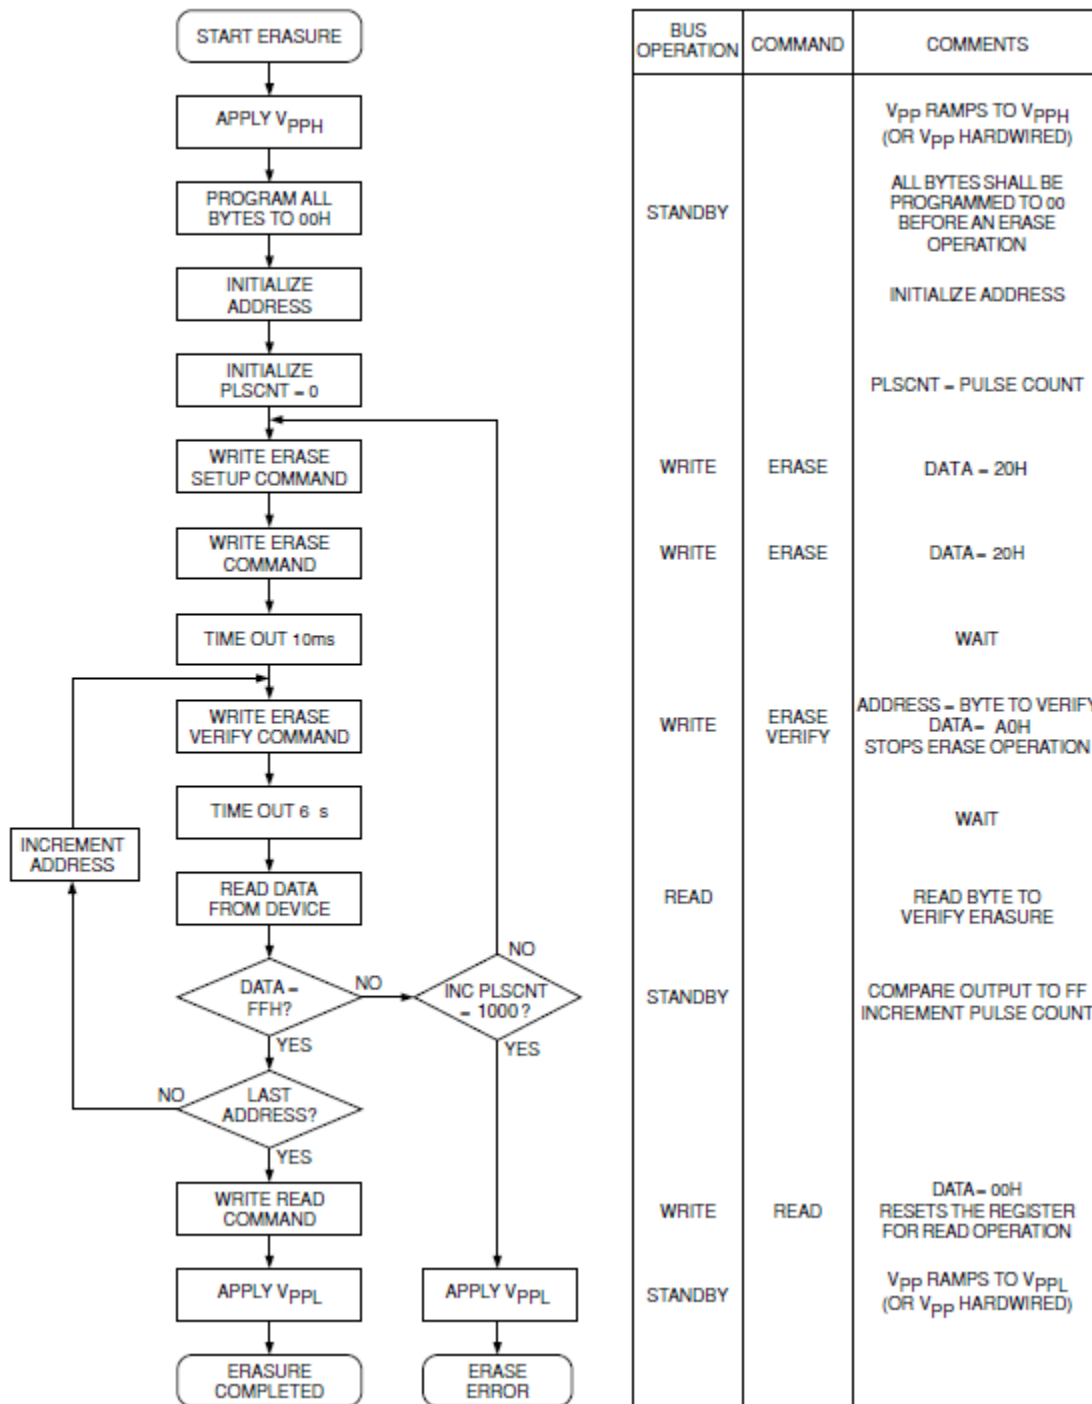 START ERASURE
APPLY VPPH
PROGRAM ALL
BYTES TO 00H
INITIALIZE
ADDRESS
INITIALIZE
PLSCNT = 0
WRITE ERASE
SETUP COMMAND
WRITE ERASE
COMMAND
TIME OUT 10ms
WRITE ERASE
VERIFY COMMAND
TIME OUT 6 s
INCREMENT
ADDRESS
READ DATA
FROM DEVICE
DATA =
FFH?
NO
YES
INC PLSCNT
= 1000 ?
NO
YES
LAST
ADDRESS?
NO
YES
WRITE READ
COMMAND
APPLY VPPL
APPLY VPPL
ERASURE
COMPLETED
ERASE
ERROR
BUS
OPERATION
COMMAND
COMMENTS
VPP RAMPS TO VPPH
(OR VPP HARDWIRED)
STANDBY
ALL BYTES SHALL BE
PROGRAMMED TO 00
BEFORE AN ERASE
OPERATION
INITIALIZE ADDRESS
PLSCNT = PULSE COUNT
WRITE
ERASE
DATA = 20H
WRITE
ERASE
DATA = 20H
WAIT
WRITE
ERASE
VERIFY
ADDRESS = BYTE TO VERIFY
DATA = A0H
STOPS ERASE OPERATION
WAIT
READ
READ BYTE TO
VERIFY ERASURE
STANDBY
COMPARE OUTPUT TO FF
INCREMENT PULSE COUNT
WRITE
READ
DATA = 00H
RESETS THE REGISTER
FOR READ OPERATION
STANDBY
VPP RAMPS TO VPPL
(OR VPP HARDWIRED)